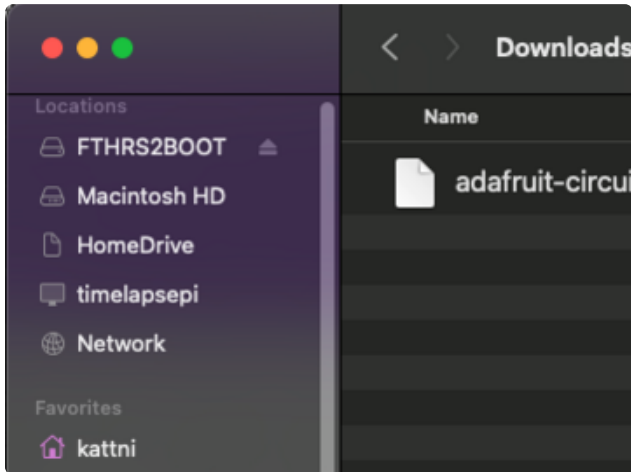 Downloads
Locations
Name
FTHRS2BOOT
adafruit-circui
Macintosh HD
HomeDrive
timelapsepi
Network
Favorites
kattni